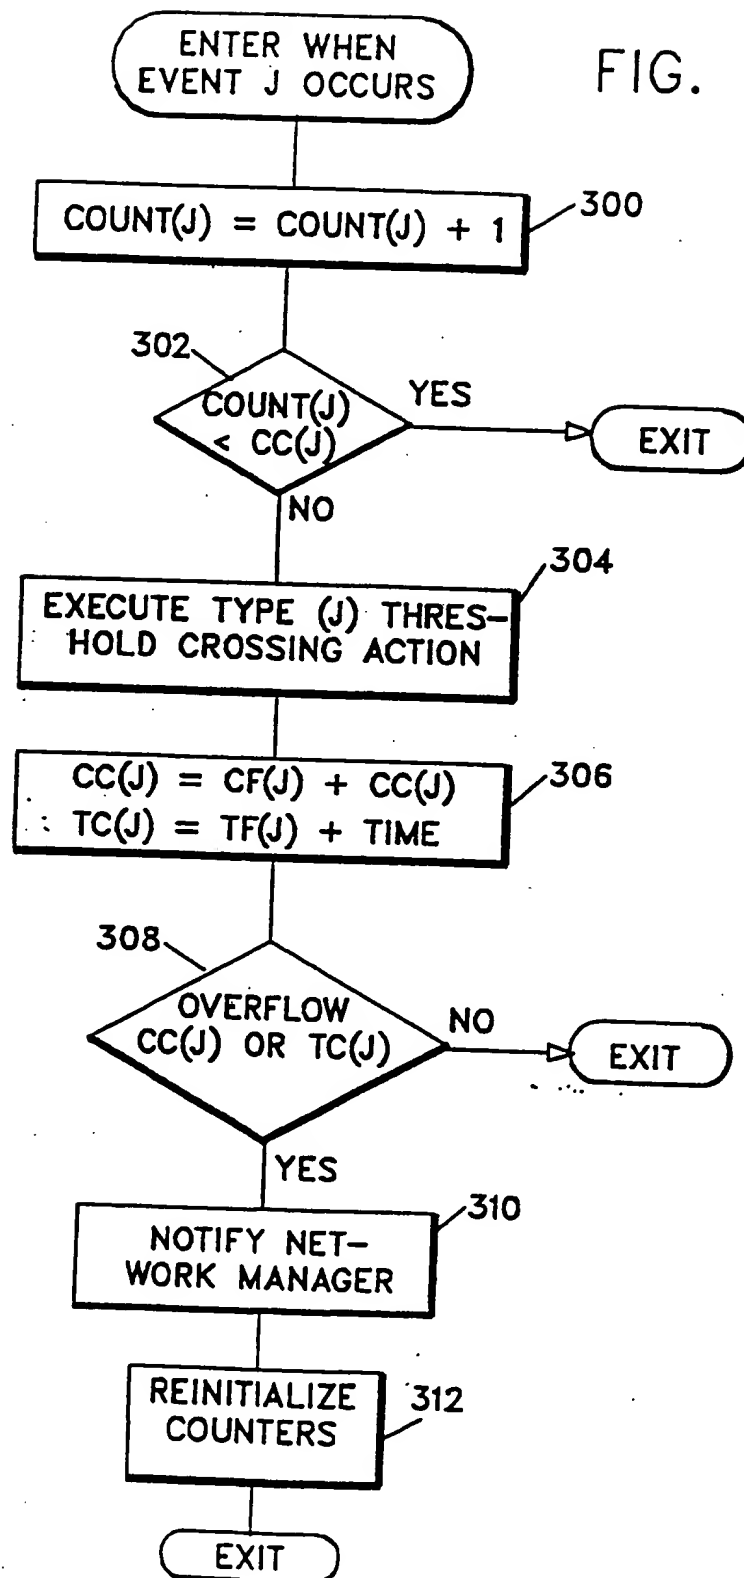 ENTER WHEN
EVENT J OCCURS
FIG.
COUNT(J) = COUNT(J) + 1
300
302
COUNT(J)
< CC(J)
YES
EXIT
NO
304
EXECUTE TYPE (J) THRES-
HOLD CROSSING ACTION
CC(J) = CF(J) + CC(J)
TC(J) = TF(J) + TIME
306
308
OVERFLOW
CC(J) OR TC(J)
NO
EXIT
YES
310
NOTIFY NET-
WORK MANAGER
REINITIALIZE
COUNTERS
312
EXIT